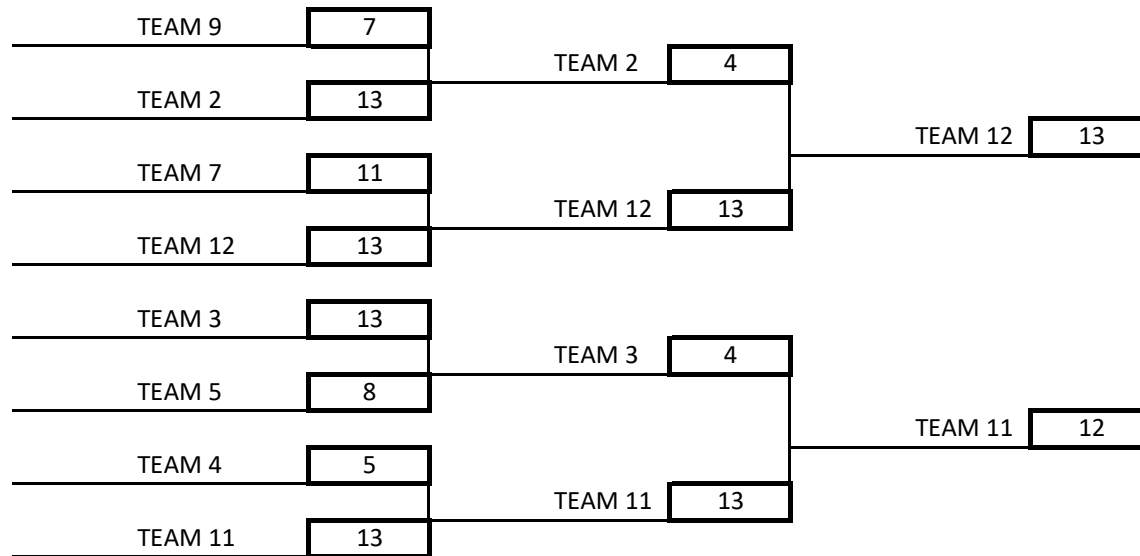 TEAM 9 7
TEAM 2 4
TEAM 2 13
TEAM 12 13
TEAM 7 11
TEAM 12 13
TEAM 12 13
TEAM 3 13
TEAM 3 4
TEAM 5 8
TEAM 11 12
TEAM 4 5
TEAM 11 13
TEAM 11 13